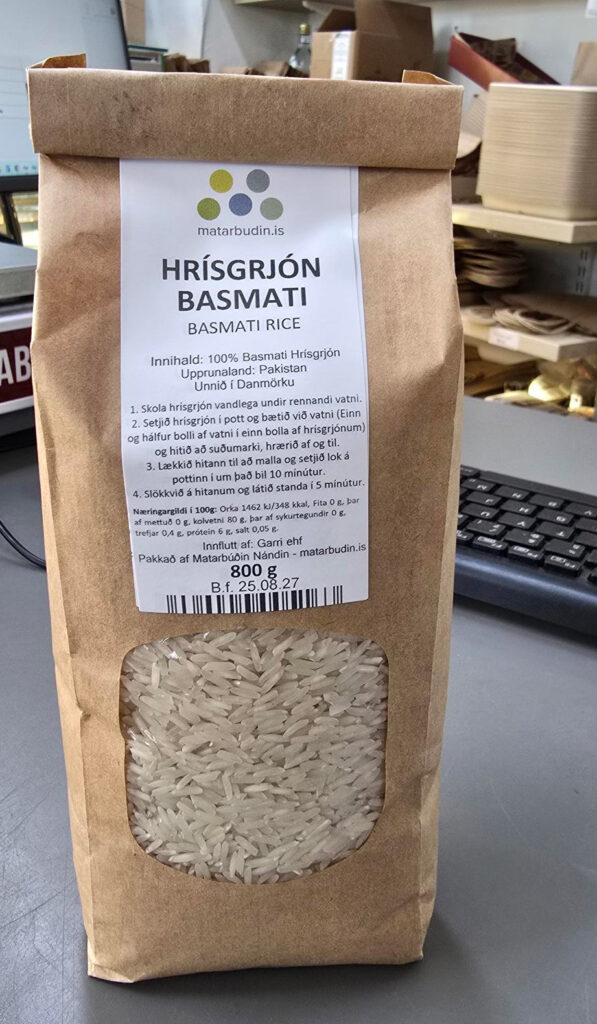 matarbudin.is
HRÍSGRJÓN
BASMATI
BASMATI RICE
Innihald: 100% Basmati Hrísgrjón
Upprunaland: Pakistan
Unnið í Danmörku
1. Skola hrísgrjón vandlega undir rennandi vatni.
2. Setjið hrísgrjón í pott og bætið við vatni (Einn
og hálfur bolli af vatni í einn bolla af hrísgrjónum)
og hitið að suðumarki, hrærið af og til.
3. Lækkið hitann til að malla og setjið lok á
pottinn í um það bil 10 mínútur.
4. Slökkvið á hitanum og látið standa í 5 mínútur.
Næringargildi í 100g: Orka 1462 kJ/348 kkal, Fita 0 g, þar
af mettuð 0 g, kolvetni 80 g, þar af sykurtegundir 0 g,
trefjar 0,4 g, prótein 6 g, salt 0,05 g.
Innflutt af: Garri ehf
Pakkað af Matarbúðin Nándin - matarbudin.is
800 g
B.f. 25.08.27
AB